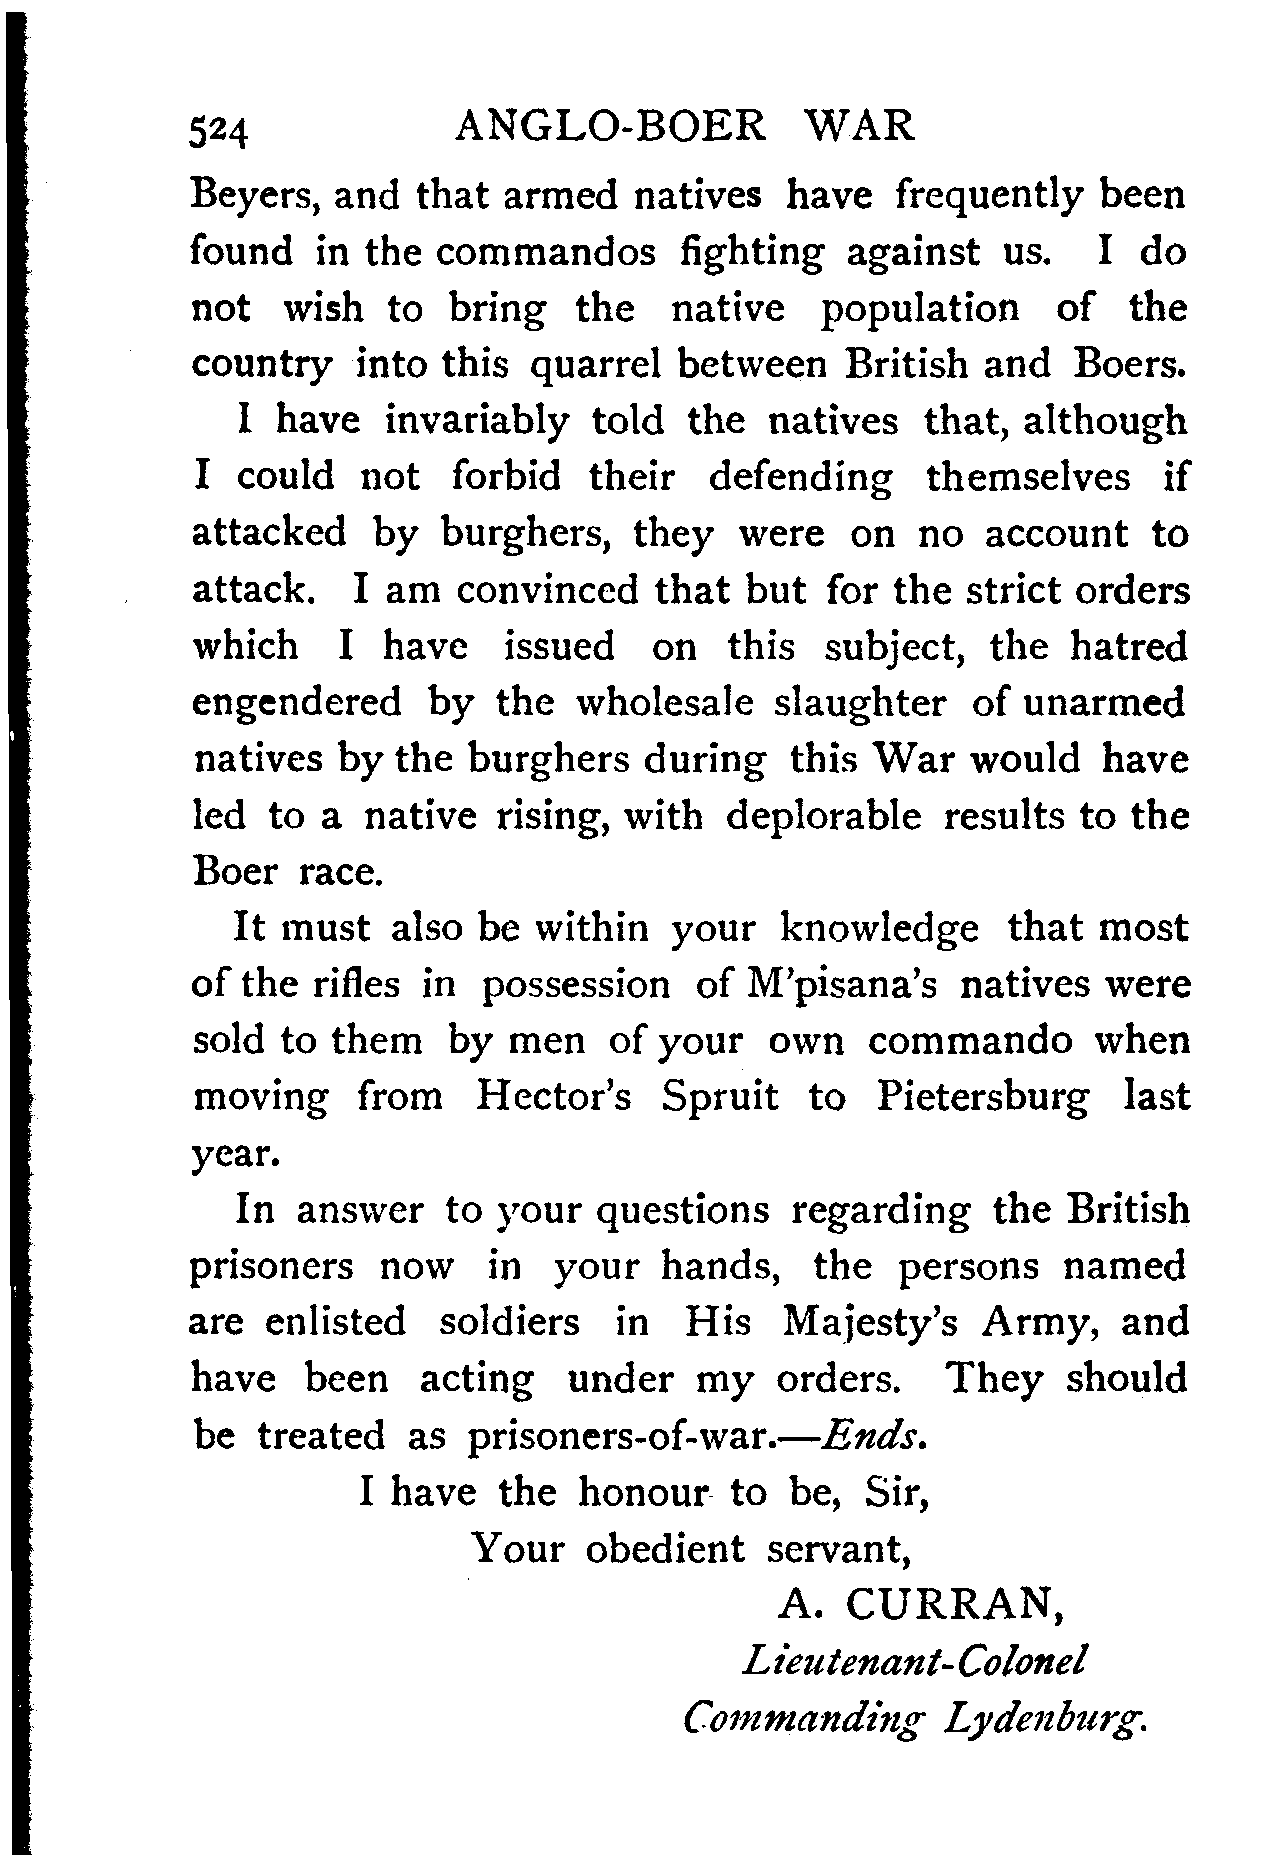 524 ANGLO-BOER WAR
Beyers, and that armed natives have frequently been
found in the commandos fighting against us. I do
not wish to bring the native population of the
country into this quarrel between British and Boers.
I have invariably told the natives that, although
I could not forbid their defending themselves if
attacked by burghers, they were on no account to
attack. I am convinced that but for the strict orders
which I have issued on this subject, the hatred
engendered by the wholesale slaughter of unarmed
natives by the burghers during this War would have
led to a native rising, with deplorable results to the
Boer race.
It must also be within your knowledge that most
of the rifles in possession of M'pisana's natives were
sold to them by men of your own commando when
moving from Hector's Spruit to Pietersburg last
year.
In answer to your questions regarding the British
prisoners now in your hands, the persons named
are enlisted soldiers in His Majesty's Army, and
have been acting under my orders. They should
be treated as prisoners-of-war.—Ends.
I have the honour to be, Sir,
Your obedient servant,
A. CURRAN,
Lieutenant-Colonel
Commanding Lydenburg.